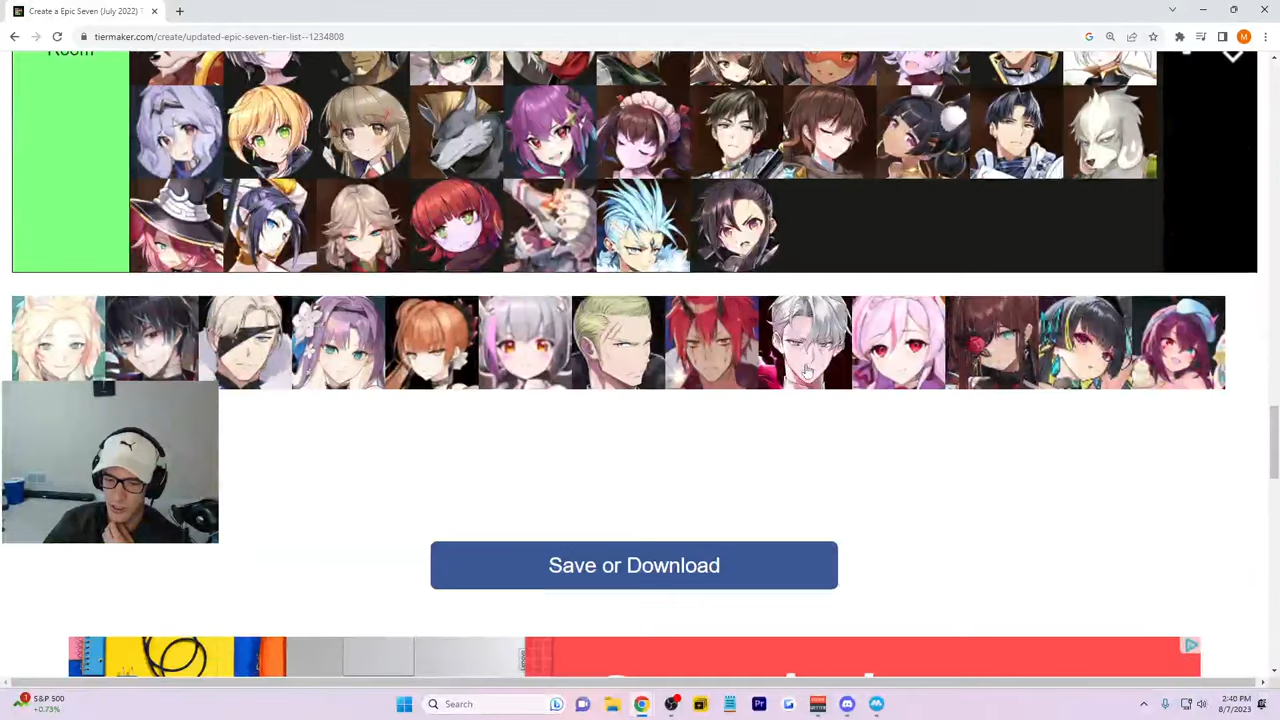 Create a Epic Seven (July 2022) T
tiermaker.com/create/updated-epic-seven-tier-list--1234808
M
Room
Save or Download
S&P 500
+0.73%
1
Search
2:40 PM
8/7/2023